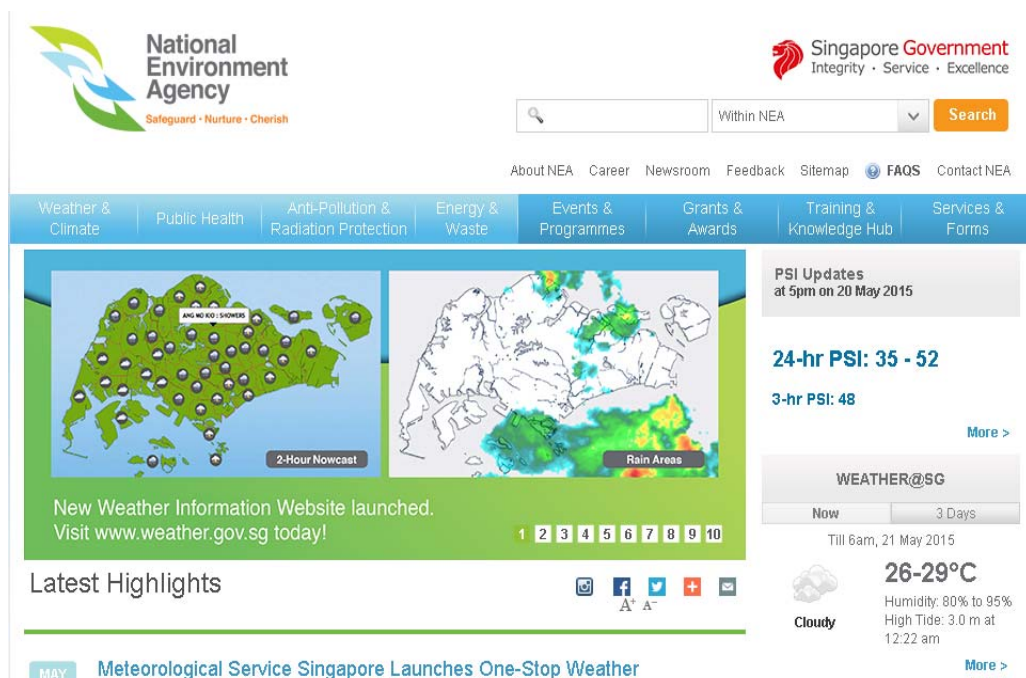 National
Environment
Agency
Safeguard · Nurture · Cherish
Singapore Government
Integrity · Service · Excellence
Within NEA
Search
About NEA Career Newsroom Feedback Sitemap FAQS Contact NEA
Weather & Climate
Public Health
Anti-Pollution & Radiation Protection
Energy & Waste
Events & Programmes
Grants & Awards
Training & Knowledge Hub
Services & Forms
ANG MO KIO : SHOWERS
2-Hour Nowcast
Rain Areas
New Weather Information Website launched.
Visit www.weather.gov.sg today!
1 2 3 4 5 6 7 8 9 10
PSI Updates
at 5pm on 20 May 2015
24-hr PSI: 35 - 52
3-hr PSI: 48
More >
WEATHER@SG
Now 3 Days
Till 6am, 21 May 2015
Cloudy
26-29°C
Humidity: 80% to 95%
High Tide: 3.0 m at
12:22 am
More >
Latest Highlights
A+ A-
MAY
Meteorological Service Singapore Launches One-Stop Weather